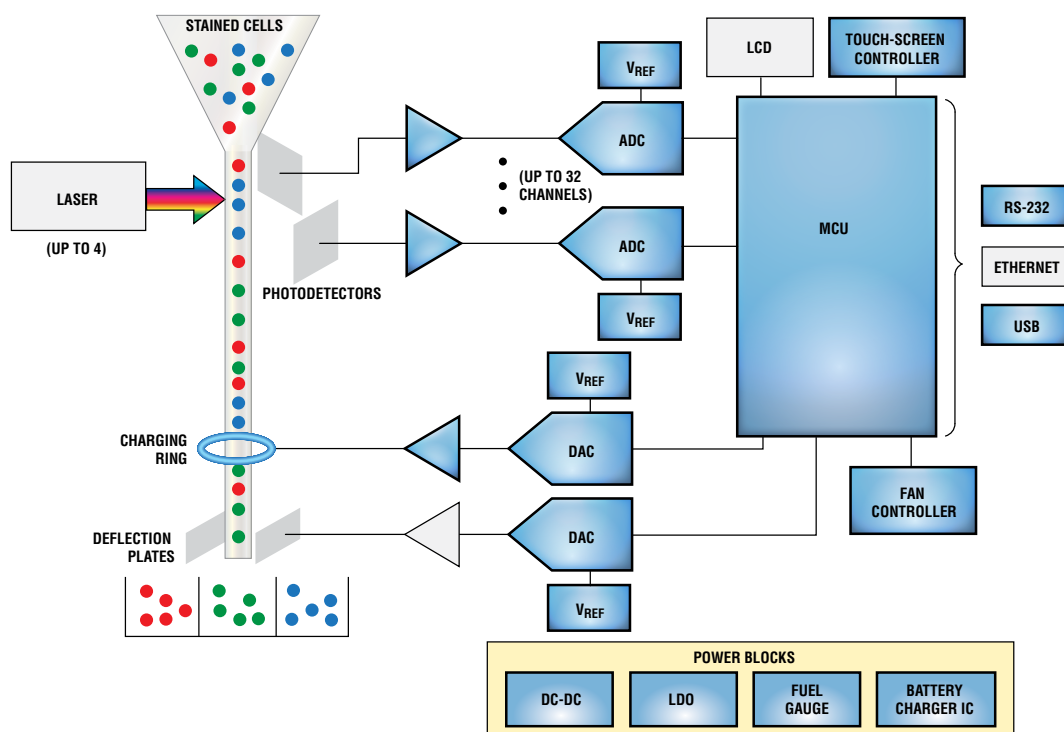 STAINED CELLS
LCD
TOUCH-SCREEN
CONTROLLER
VREF
ADC
(UP TO 32
CHANNELS)
LASER
(UP TO 4)
MCU
RS-232
ETHERNET
USB
ADC
PHOTODETECTORS
VREF
VREF
CHARGING
RING
DAC
FAN
CONTROLLER
DEFLECTION
PLATES
DAC
VREF
POWER BLOCKS
DC-DC
LDO
FUEL
GAUGE
BATTERY
CHARGER IC